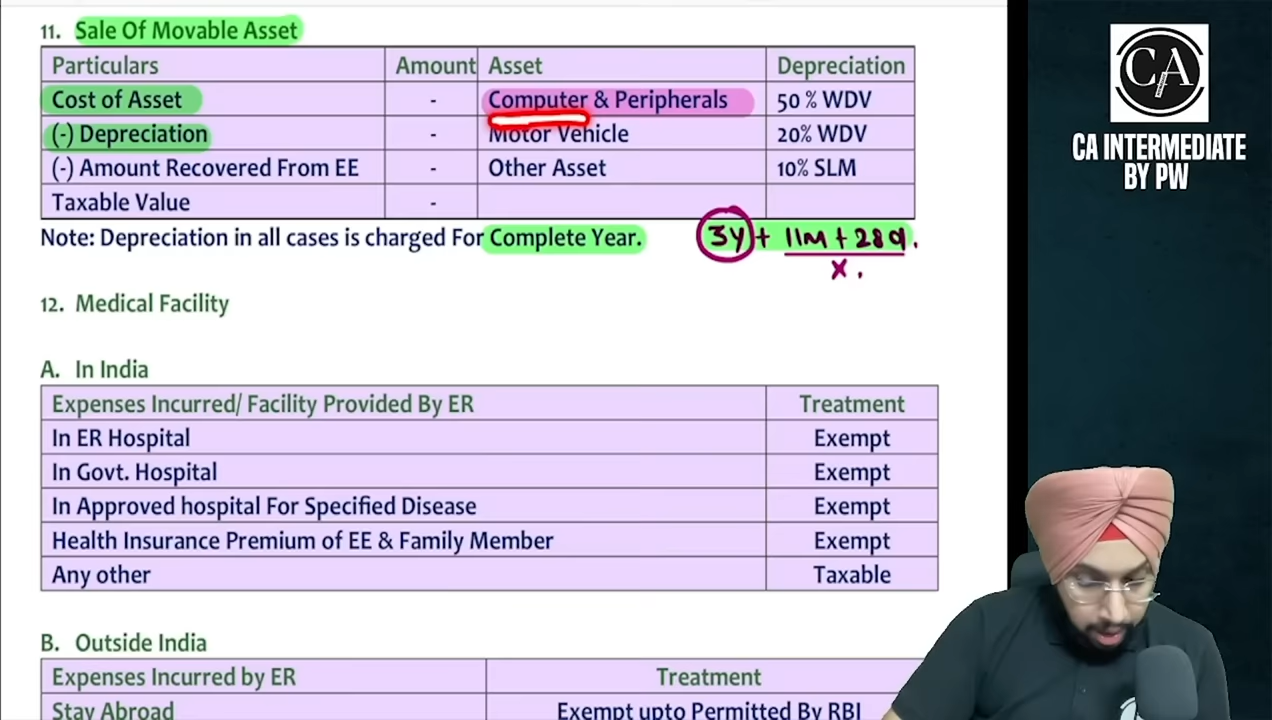 11. Sale Of Movable Asset
Particulars Amount Asset Depreciation
Cost of Asset - Computer & Peripherals 50 % WDV
(-) Depreciation - Motor Vehicle 20% WDV
(-) Amount Recovered From EE - Other Asset 10% SLM
Taxable Value -
Note: Depreciation in all cases is charged For Complete Year. 3Y + 11M + 28d.
x.
12. Medical Facility
A. In India
Expenses Incurred/ Facility Provided By ER Treatment
In ER Hospital Exempt
In Govt. Hospital Exempt
In Approved hospital For Specified Disease Exempt
Health Insurance Premium of EE & Family Member Exempt
Any other Taxable
B. Outside India
Expenses Incurred by ER Treatment
Stay Abroad Exempt upto Permitted By RBI
CA
CA INTERMEDIATE
BY PW